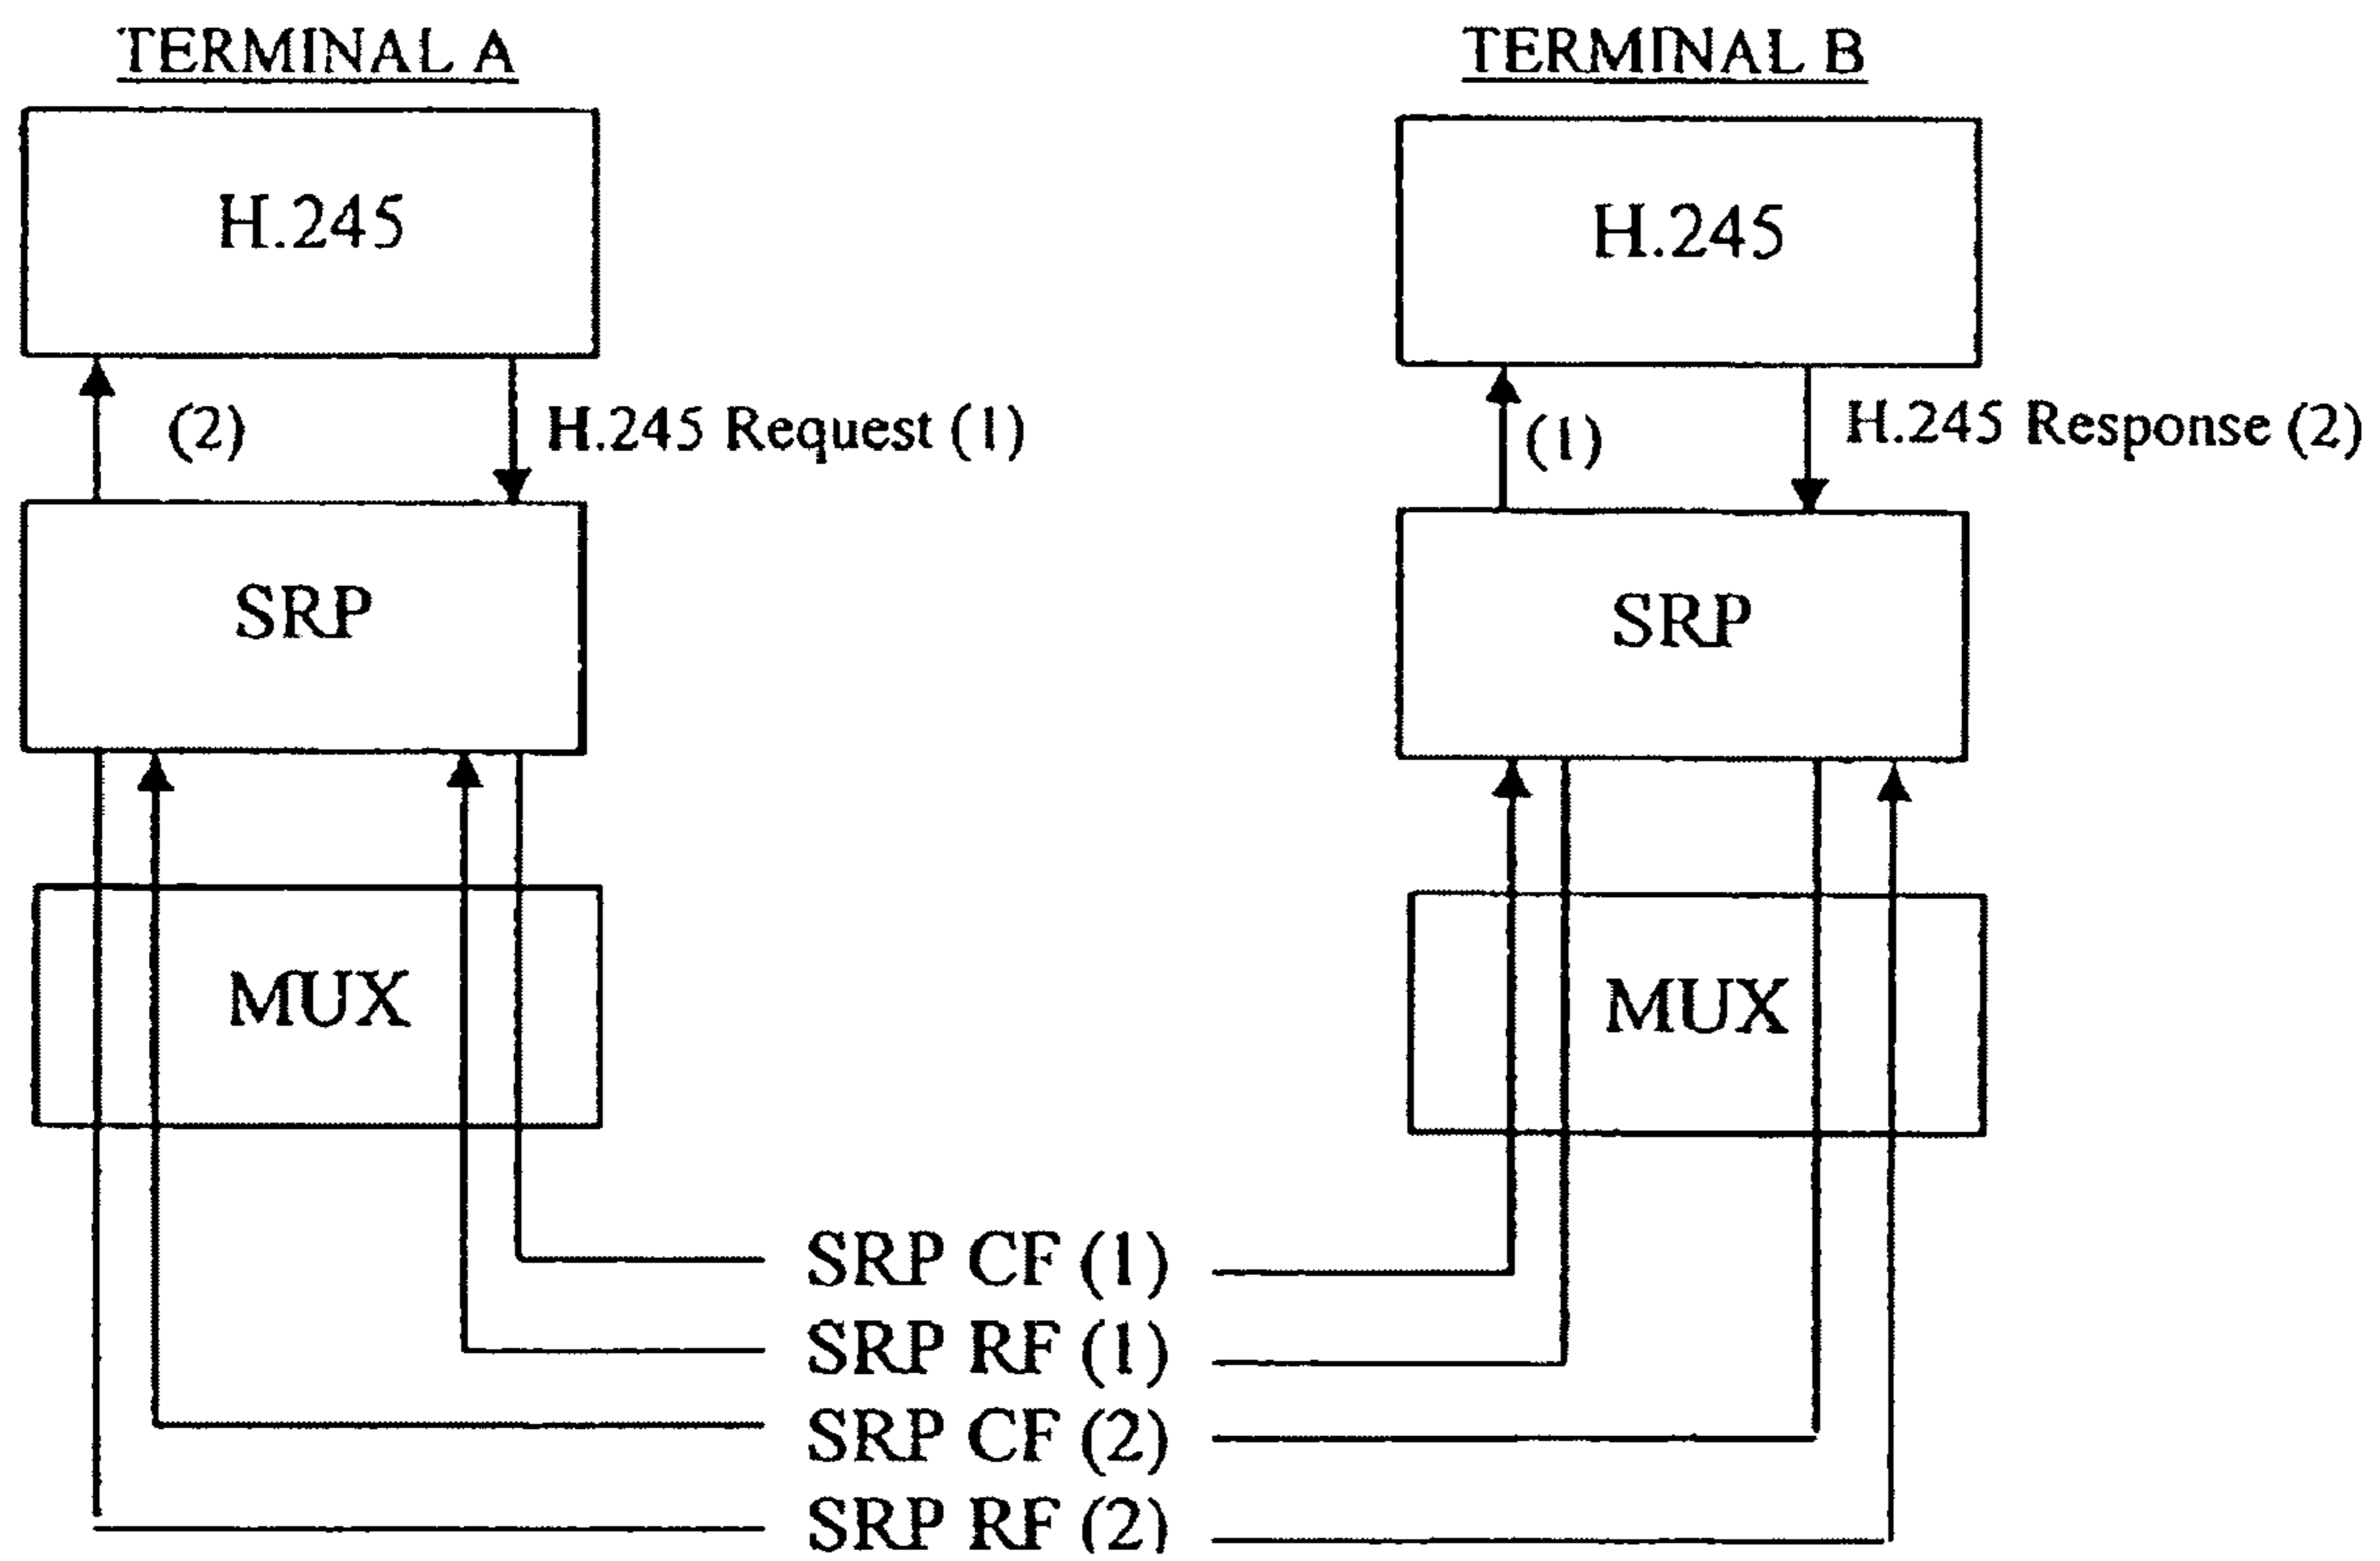 TERMINAL A
TERMINAL B
H.245
H.245
(2)
H.245 Request (1)
(1)
H.245 Response (2)
SRP
SRP
MUX
MUX
SRP CF (1)
SRP RF (1)
SRP CF (2)
SRP RF (2)